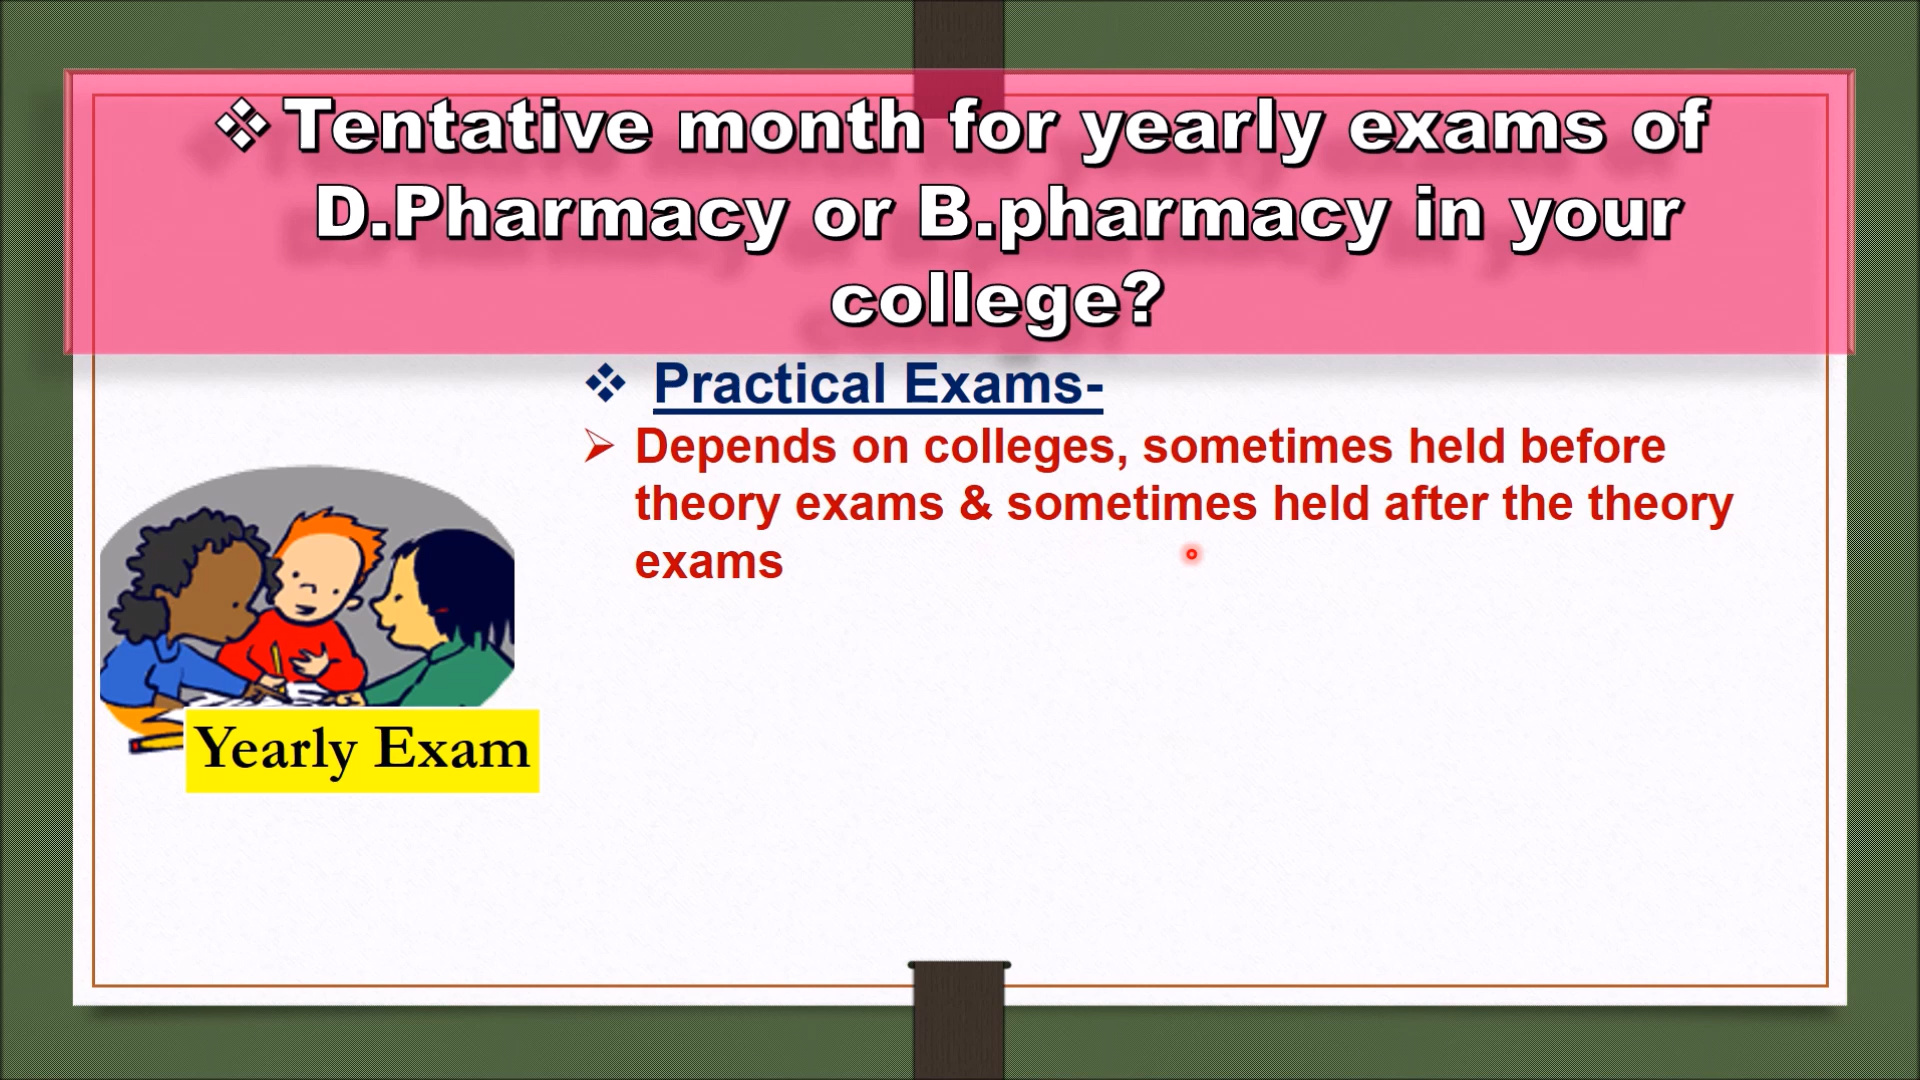 ❖Tentative month for yearly exams of
D.Pharmacy or B.pharmacy in your
college?
❖ Practical Exams-
➢ Depends on colleges, sometimes held before
theory exams & sometimes held after the theory
exams
Yearly Exam